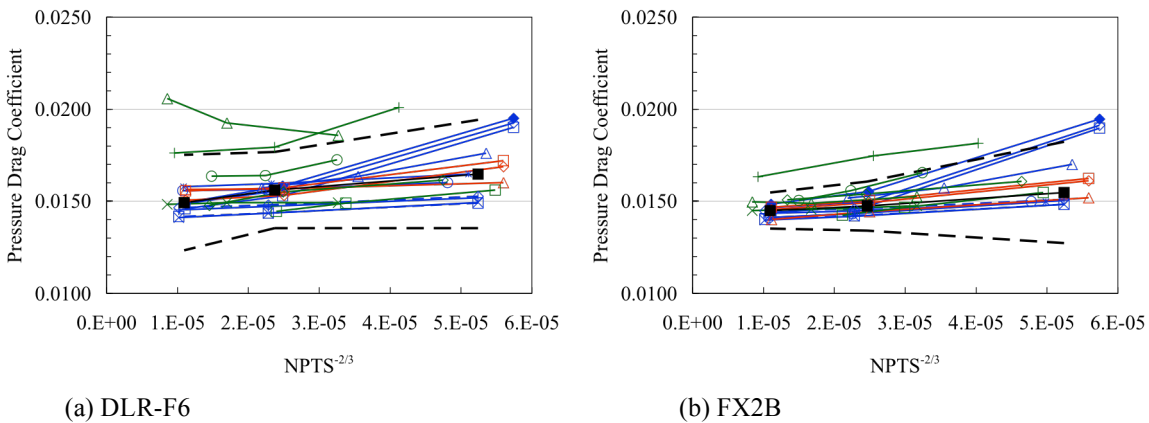 Pressure Drag Coefficient
0.0250
0.0200
0.0150
0.0100
0.E+00 1.E-05 2.E-05 3.E-05 4.E-05 5.E-05 6.E-05
NPTS-2/3
(a) DLR-F6
Pressure Drag Coefficient
0.0250
0.0200
0.0150
0.0100
0.E+00 1.E-05 2.E-05 3.E-05 4.E-05 5.E-05 6.E-05
NPTS-2/3
(b) FX2B